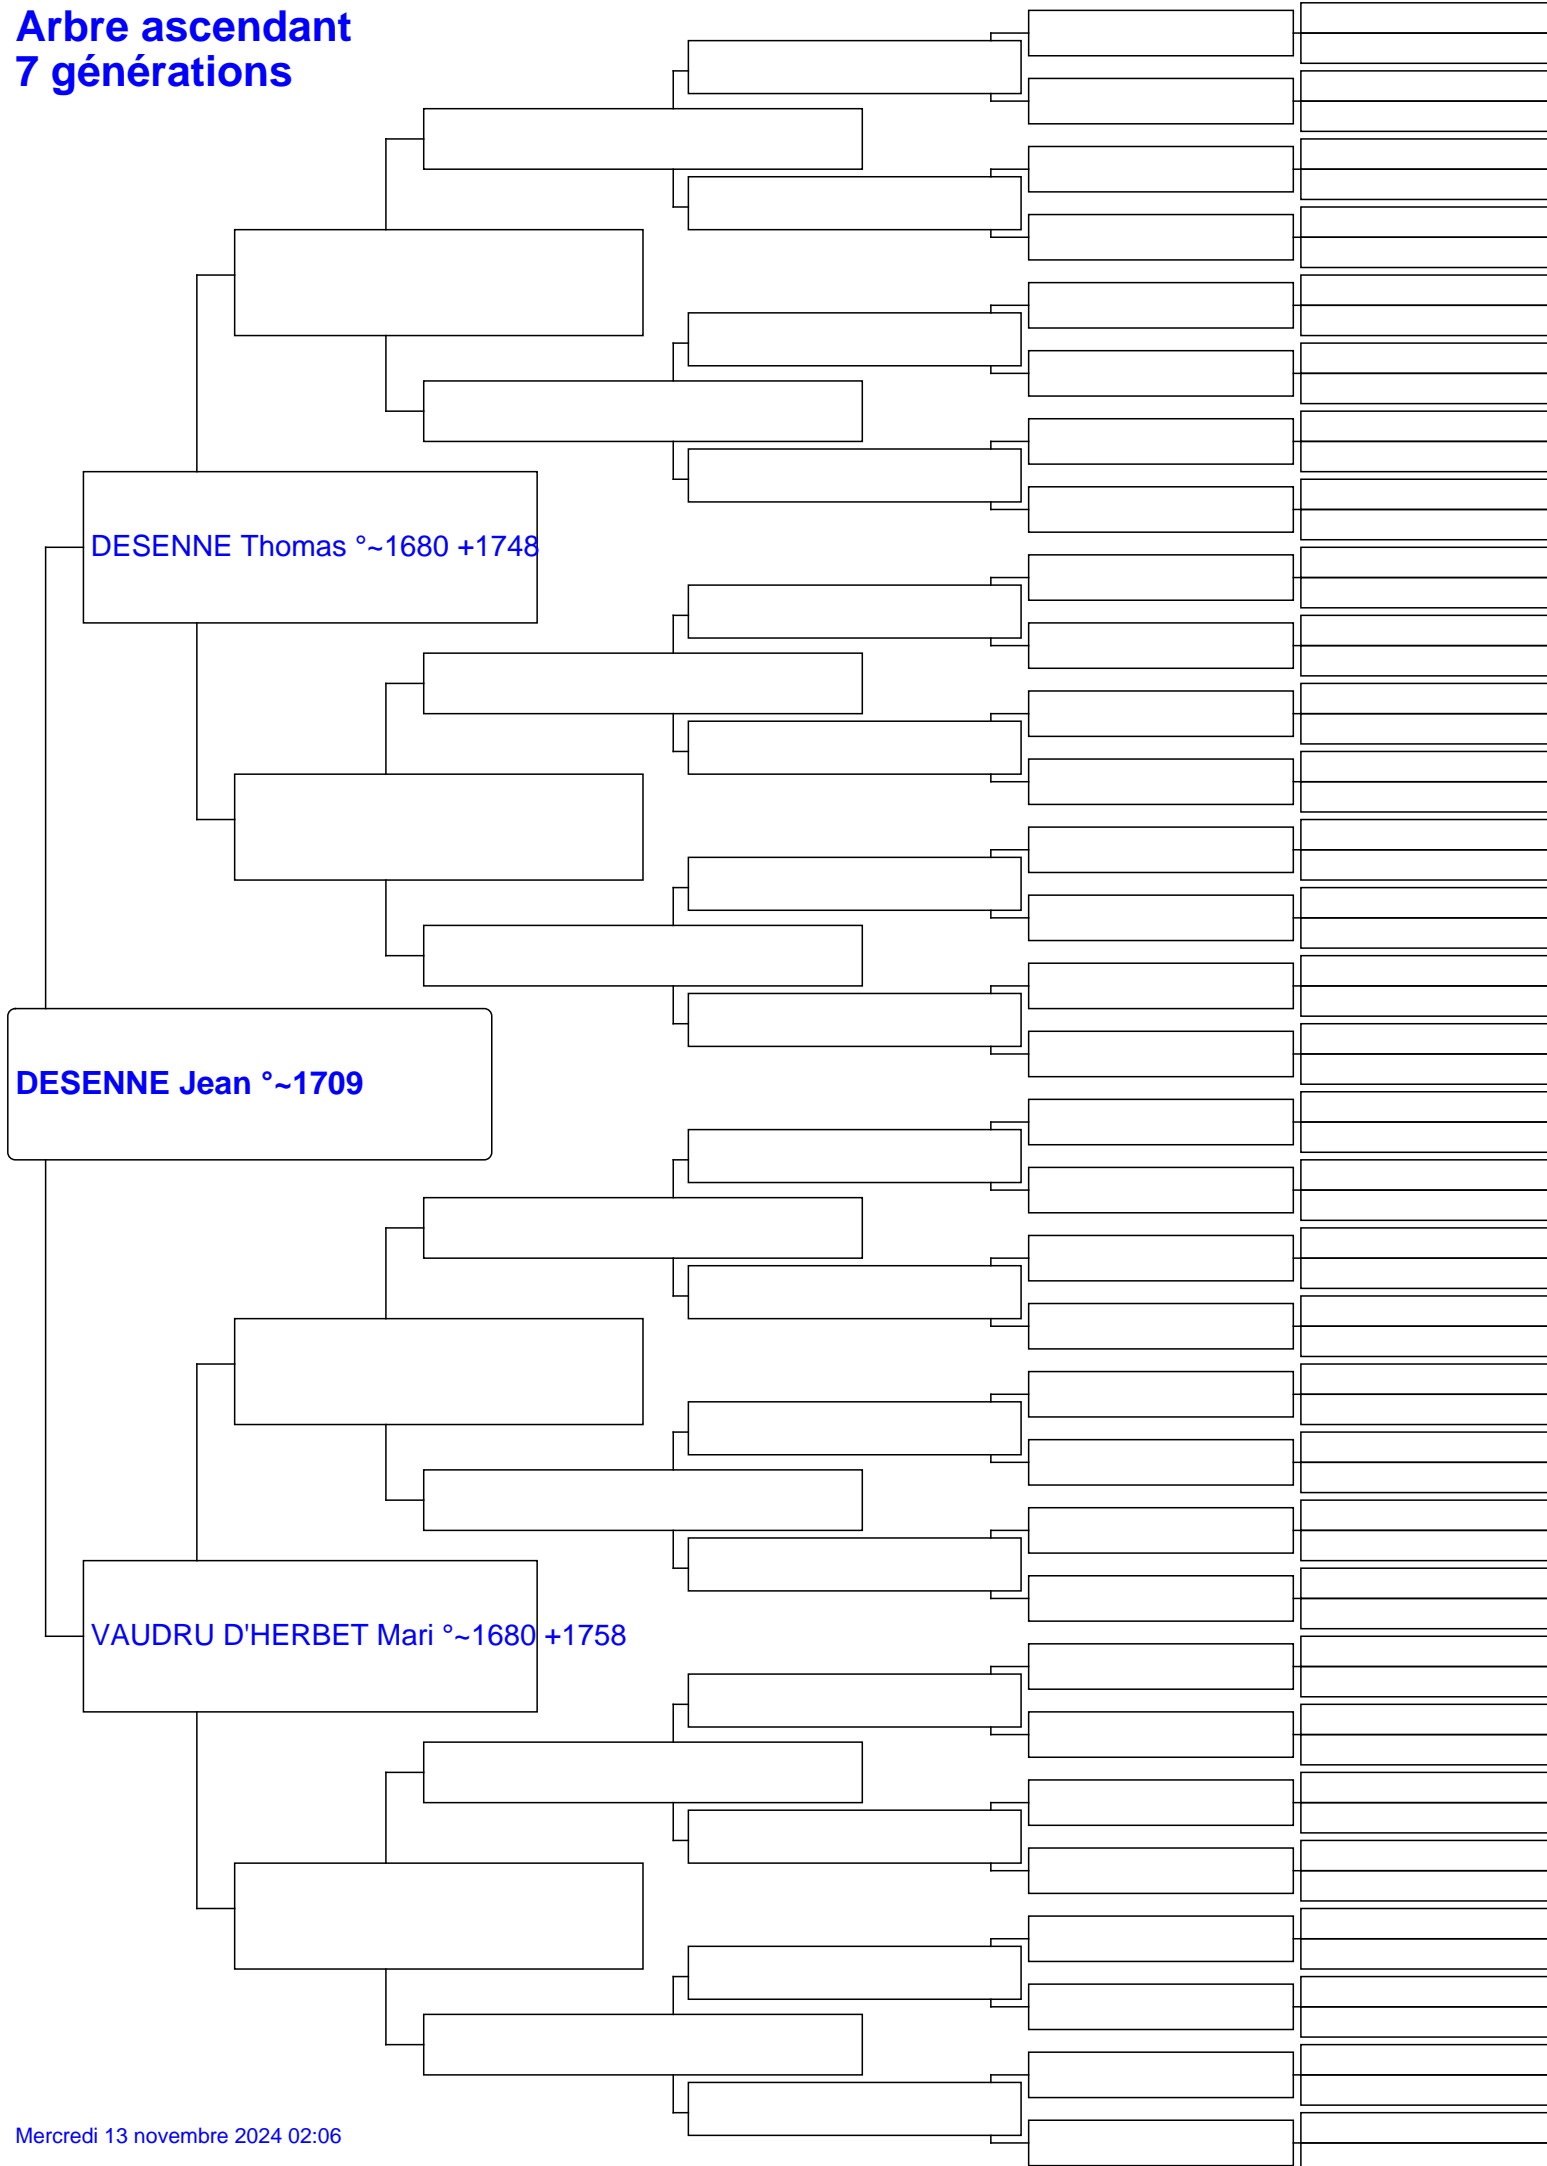 Arbre ascendant
7 générations
DESENNE Thomas °~1680 +1748
DESENNE Jean °~1709
VAUDRU D'HERBET Mari °~1680 +1758
Mercredi 13 novembre 2024 02:06